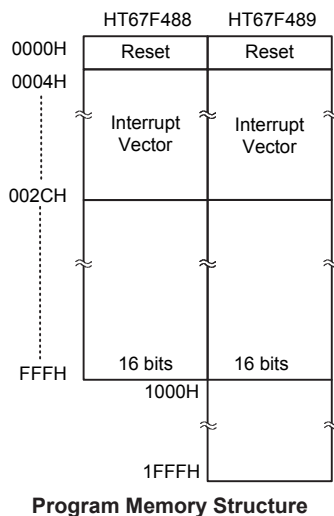 HT67F488 HT67F489
0000H Reset Reset
0004H
Interrupt Vector Interrupt Vector
002CH
FFFH 16 bits 16 bits
1000H
1FFFH
Program Memory Structure